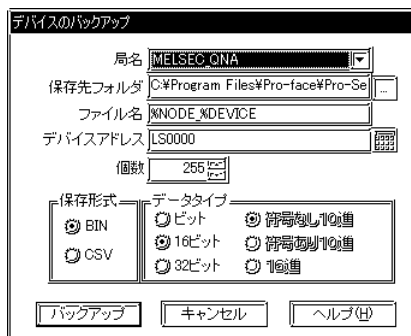 デバイスのバックアップ
局名 MELSEC_QNA
保存先フォルダ C:¥Program Files¥Pro-face¥Pro-Se ...
ファイル名 %NODE_%DEVICE
デバイスアドレス LS0000
個数 255
保存形式 データタイプ
BIN ビット 符号なし10進
16ビット 符号あり10進
CSV 32ビット 16進
バックアップ キャンセル ヘルプ(H)